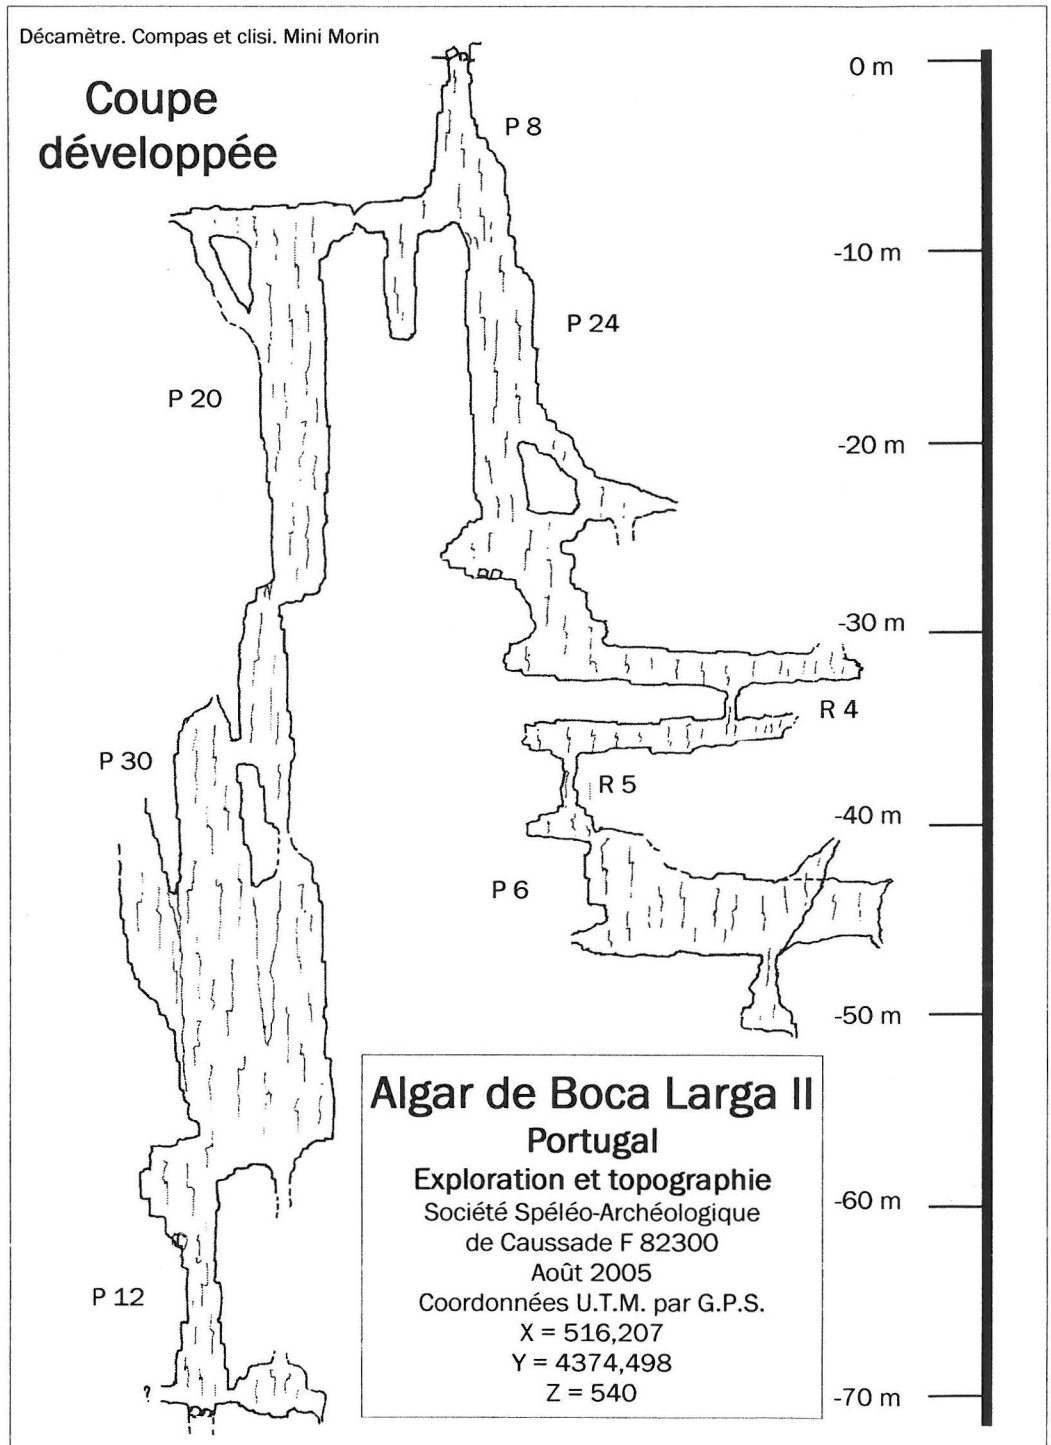 Décamètre. Compas et clisi. Mini Morin
Coupe
développée
0 m
P 8
-10 m
P 24
P 20
-20 m
-30 m
R 4
P 30
R 5
-40 m
P 6
-50 m
Algar de Boca Larga II
Portugal
Exploration et topographie
Société Spéléo-Archéologique
de Caussade F 82300
Août 2005
Coordonnées U.T.M. par G.P.S.
X = 516,207
Y = 4374,498
Z = 540
-60 m
P 12
?
-70 m